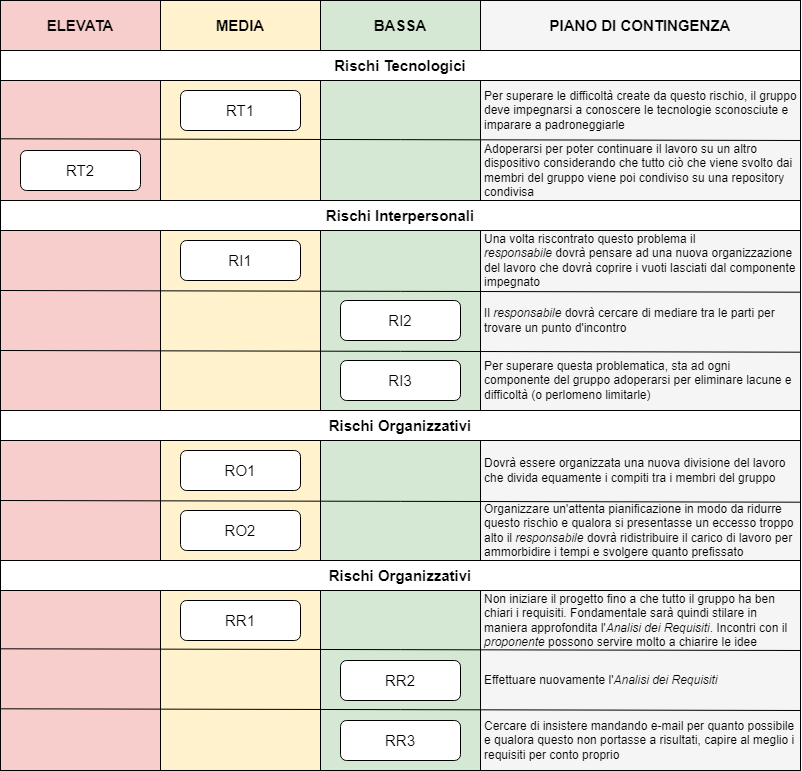 ELEVATA
MEDIA
BASSA
PIANO DI CONTINGENZA
Rischi Tecnologici
RT1
Per superare le difficoltà create da questo rischio, il gruppo
deve impegnarsi a conoscere le tecnologie sconosciute e
imparare a padroneggiarle
RT2
Adoperarsi per poter continuare il lavoro su un altro
dispositivo considerando che tutto ciò che viene svolto dai
membri del gruppo viene poi condiviso su una repository
condivisa
Rischi Interpersonali
RI1
Una volta riscontrato questo problema il
responsabile dovrà pensare ad una nuova organizzazione
del lavoro che dovrà coprire i vuoti lasciati dal componente
impegnato
RI2
Il responsabile dovrà cercare di mediare tra le parti per
trovare un punto d'incontro
RI3
Per superare questa problematica, sta ad ogni
componente del gruppo adoperarsi per eliminare lacune e
difficoltà (o perlomeno limitarle)
Rischi Organizzativi
RO1
Dovrà essere organizzata una nuova divisione del lavoro
che divida equamente i compiti tra i membri del gruppo
RO2
Organizzare un'attenta pianificazione in modo da ridurre
questo rischio e qualora si presentasse un eccesso troppo
alto il responsabile dovrà ridistribuire il carico di lavoro per
ammorbidire i tempi e svolgere quanto prefissato
Rischi Organizzativi
RR1
Non iniziare il progetto fino a che tutto il gruppo ha ben
chiari i requisiti. Fondamentale sarà quindi stilare in
maniera approfondita l'Analisi dei Requisiti. Incontri con il
proponente possono servire molto a chiarire le idee
RR2
Effettuare nuovamente l'Analisi dei Requisiti
RR3
Cercare di insistere mandando e-mail per quanto possibile
e qualora questo non portasse a risultati, capire al meglio i
requisiti per conto proprio